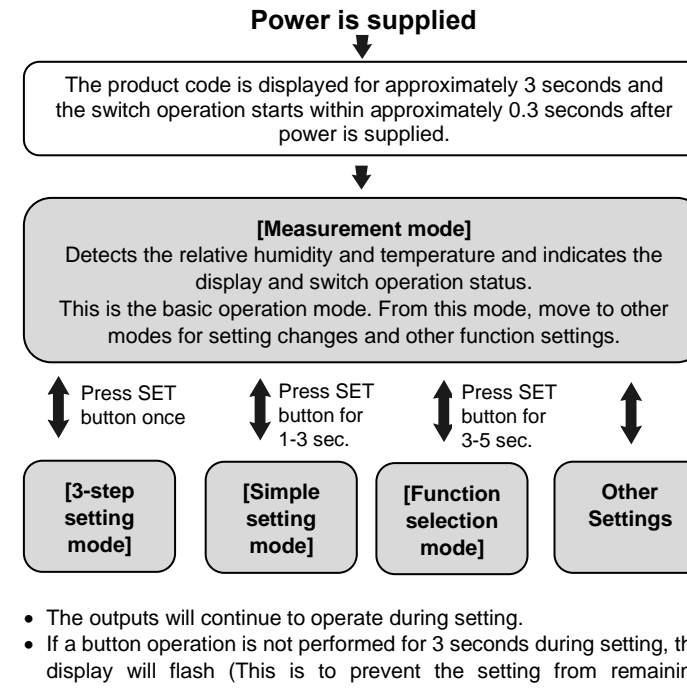 Power is supplied
The product code is displayed for approximately 3 seconds and
the switch operation starts within approximately 0.3 seconds after
power is supplied.
[Measurement mode]
Detects the relative humidity and temperature and indicates the
display and switch operation status.
This is the basic operation mode. From this mode, move to other
modes for setting changes and other function settings.
Press SET
button once
Press SET
button for
1-3 sec.
Press SET
button for
3-5 sec.
[3-step
setting
mode]
[Simple
setting
mode]
[Function
selection
mode]
Other
Settings
• The outputs will continue to operate during setting.
• If a button operation is not performed for 3 seconds during setting,
display will flash (This is to prevent the setting from